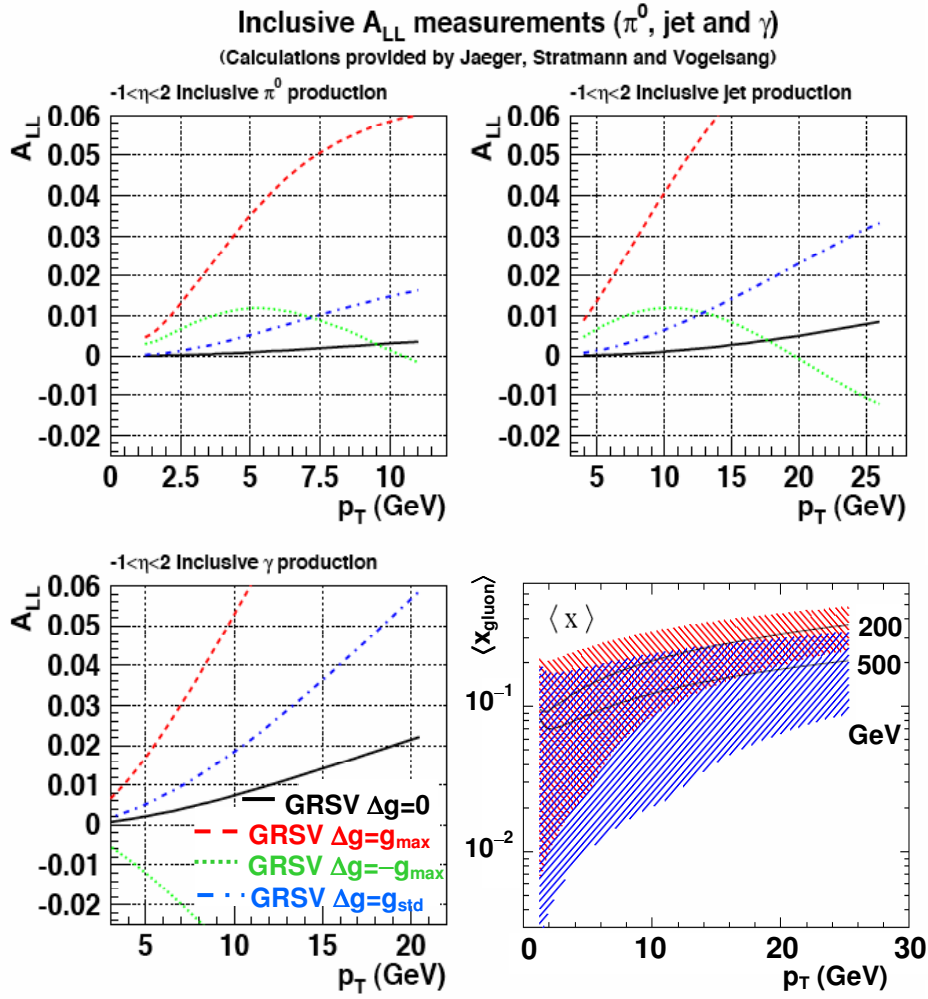 Inclusive A_LL measurements (π⁰, jet and γ)
(Calculations provided by Jaeger, Stratmann and Vogelsang)
-1<η<2 Inclusive π⁰ production
A_LL
0.06
0.05
0.04
0.03
0.02
0.01
0
-0.01
-0.02
0 2.5 5 7.5 10
p_T (GeV)
-1<η<2 Inclusive jet production
A_LL
0.06
0.05
0.04
0.03
0.02
0.01
0
-0.01
-0.02
5 10 15 20 25
p_T (GeV)
-1<η<2 Inclusive γ production
A_LL
0.06
0.05
0.04
0.03
0.02
0.01
0
-0.01
-0.02
GRSV Δg=0
GRSV Δg=g_max
GRSV Δg=−g_max
GRSV Δg=g_std
5 10 15 20
p_T (GeV)
⟨x_gluon⟩
⟨ x ⟩
200
500
GeV
10⁻¹
10⁻²
0 10 20 30
p_T (GeV)